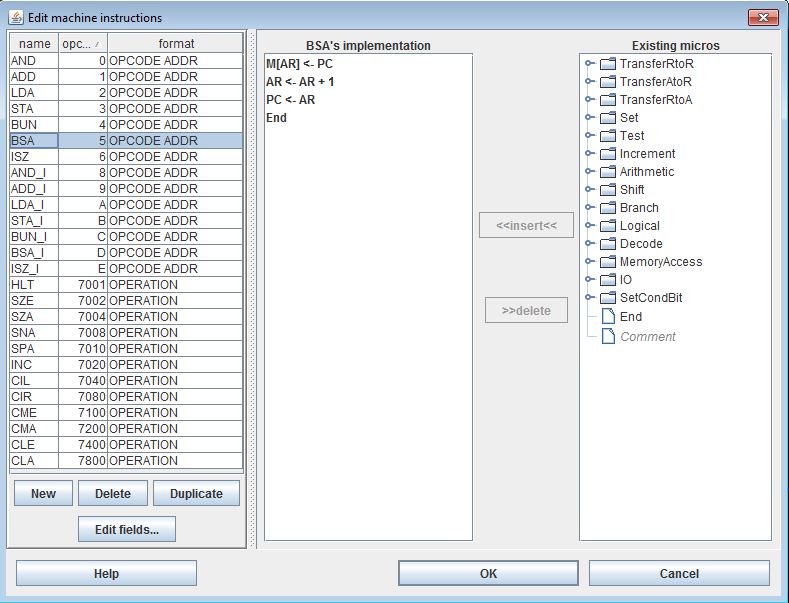 Edit machine instructions
name opc... / format
AND 0 OPCODE ADDR
ADD 1 OPCODE ADDR
LDA 2 OPCODE ADDR
STA 3 OPCODE ADDR
BUN 4 OPCODE ADDR
BSA 5 OPCODE ADDR
ISZ 6 OPCODE ADDR
AND_I 8 OPCODE ADDR
ADD_I 9 OPCODE ADDR
LDA_I A OPCODE ADDR
STA_I B OPCODE ADDR
BUN_I C OPCODE ADDR
BSA_I D OPCODE ADDR
ISZ_I E OPCODE ADDR
HLT 7001 OPERATION
SZE 7002 OPERATION
SZA 7004 OPERATION
SNA 7008 OPERATION
SPA 7010 OPERATION
INC 7020 OPERATION
CIL 7040 OPERATION
CIR 7080 OPERATION
CME 7100 OPERATION
CMA 7200 OPERATION
CLE 7400 OPERATION
CLA 7800 OPERATION
New Delete Duplicate
Edit fields...
BSA's implementation
M[AR] <- PC
AR <- AR + 1
PC <- AR
End
<<insert<<
>>delete
Existing micros
TransferRtoR
TransferAtoR
TransferRtoA
Set
Test
Increment
Arithmetic
Shift
Branch
Logical
Decode
MemoryAccess
IO
SetCondBit
End
Comment
Help OK Cancel